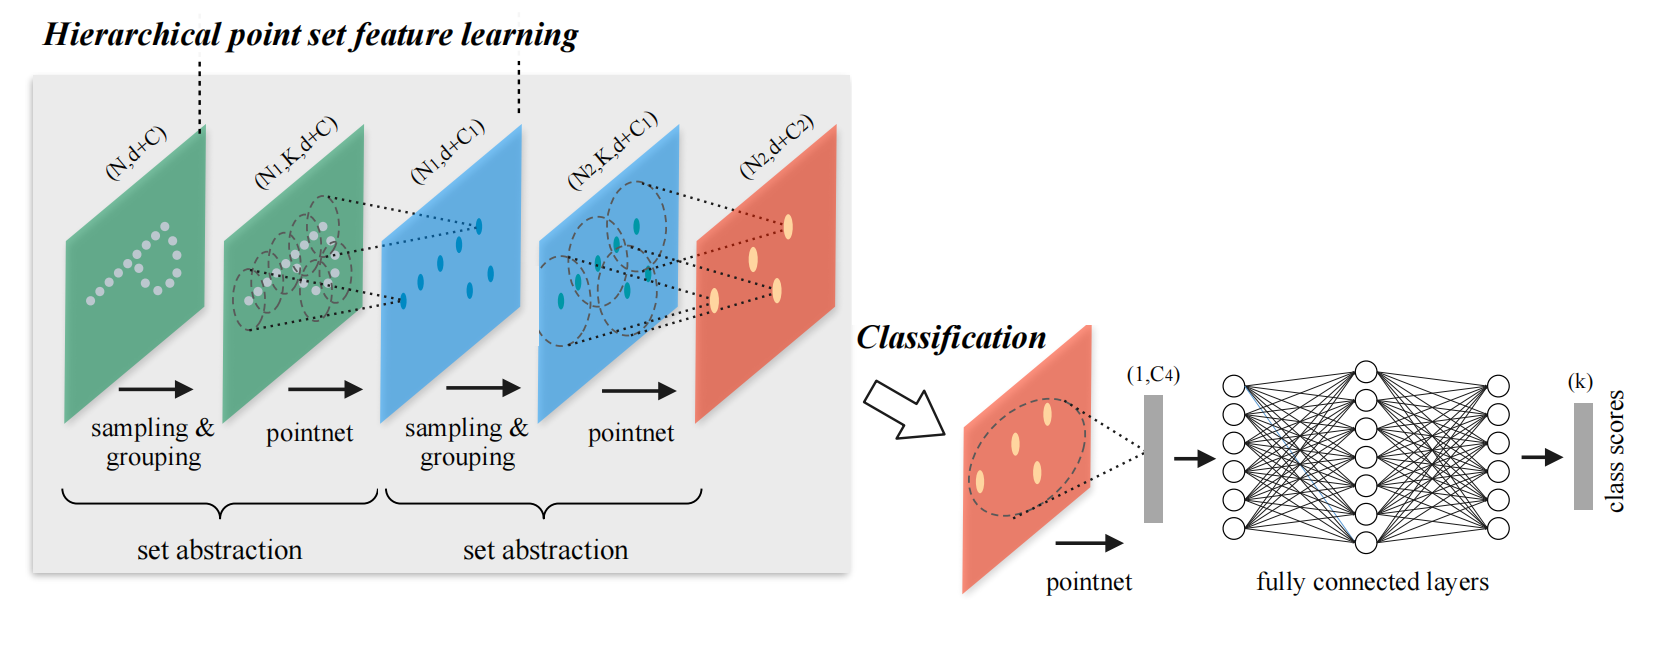 Hierarchical point set feature learning
(N,d+C)
(N1,K,d+C)
(N1,d+C1)
(N2,K,d+C1)
(N2,d+C2)
sampling &
grouping
pointnet
sampling &
grouping
pointnet
set abstraction
set abstraction
Classification
(1,C4)
(k)
class scores
pointnet
fully connected layers